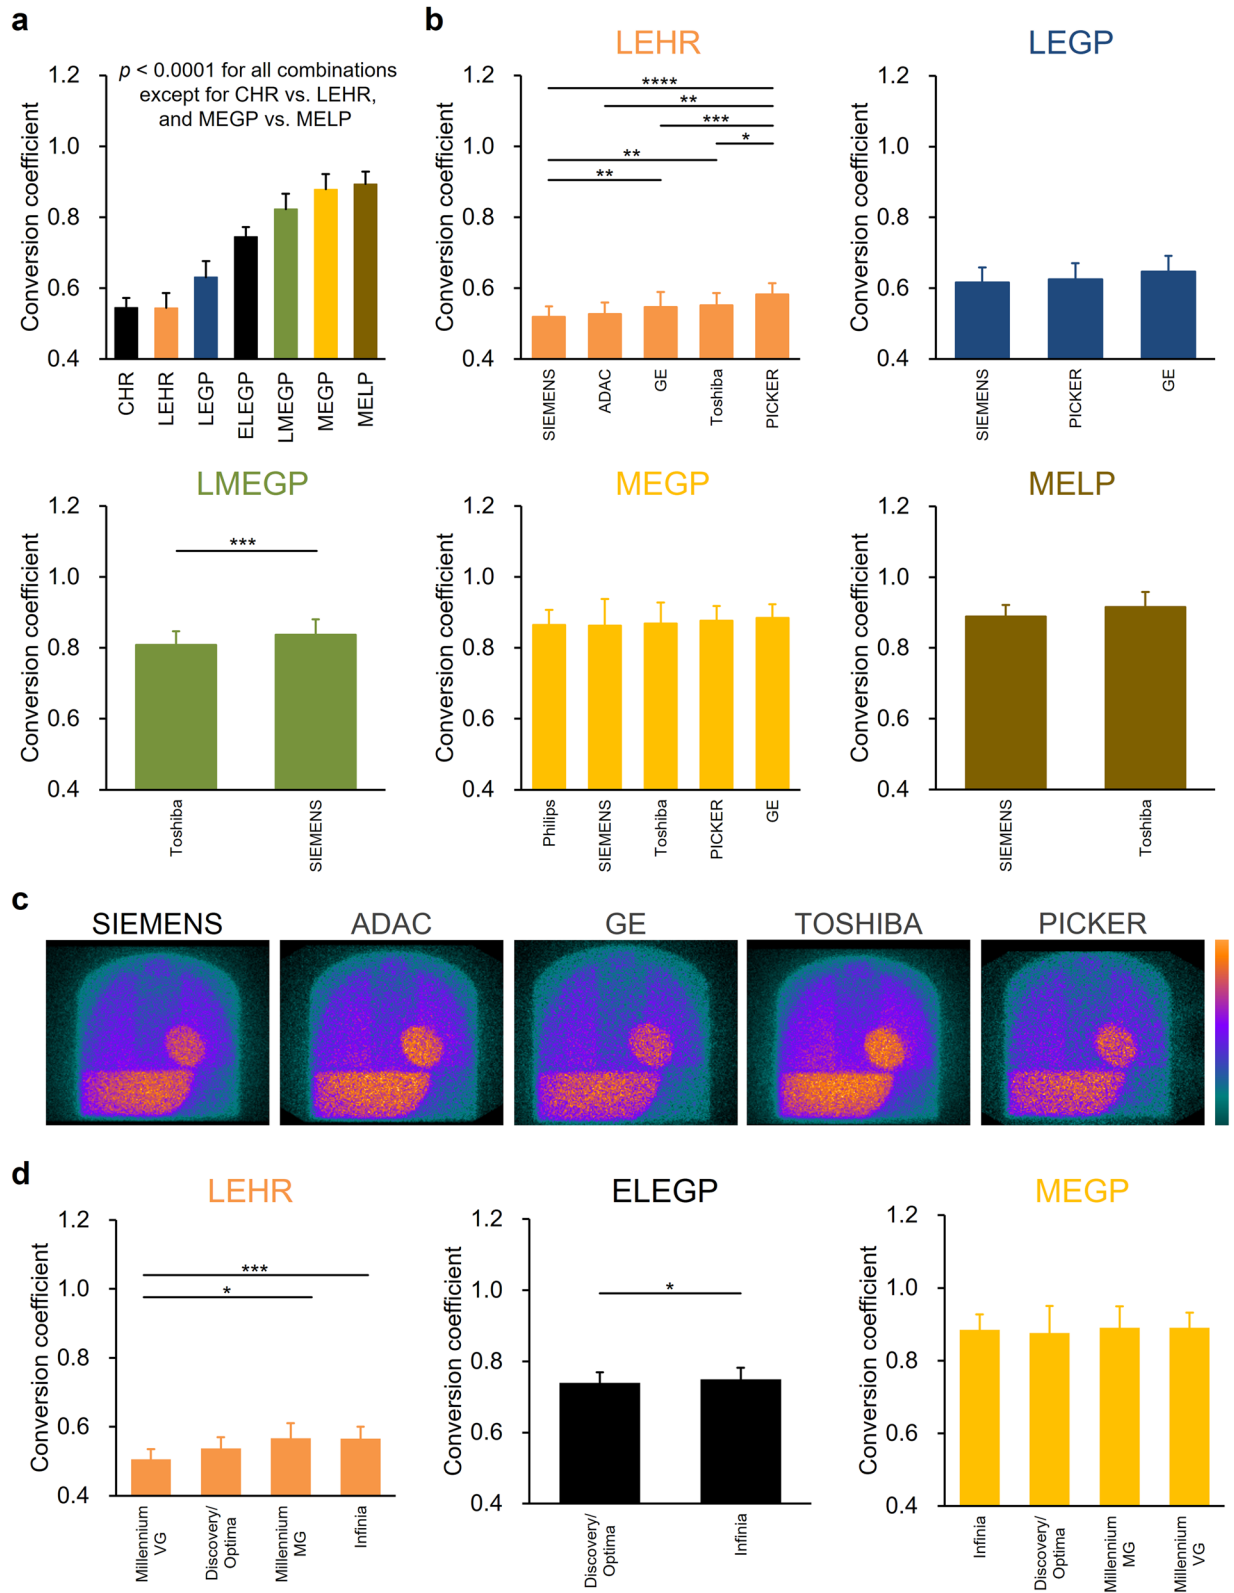 a
p < 0.0001 for all combinations
except for CHR vs. LEHR,
and MEGP vs. MELP
Conversion coefficient
1.2
1.0
0.8
0.6
0.4
CHR
LEHR
LEGP
ELEGP
LMEGP
MEGP
MELP
b
LEHR
Conversion coefficient
1.2
1.0
0.8
0.6
0.4
****
**
***
*
**
**
SIEMENS
ADAC
GE
Toshiba
PICKER
LEGP
Conversion coefficient
1.2
1.0
0.8
0.6
0.4
SIEMENS
PICKER
GE
LMEGP
Conversion coefficient
1.2
1.0
0.8
0.6
0.4
***
Toshiba
SIEMENS
MEGP
Conversion coefficient
1.2
1.0
0.8
0.6
0.4
Philips
SIEMENS
Toshiba
PICKER
GE
MELP
Conversion coefficient
1.2
1.0
0.8
0.6
0.4
SIEMENS
Toshiba
c
SIEMENS
ADAC
GE
TOSHIBA
PICKER
d
LEHR
Conversion coefficient
1.2
1.0
0.8
0.6
0.4
***
*
Millennium
VG
Discovery/
Optima
Millennium
MG
Infinia
ELEGP
Conversion coefficient
1.2
1.0
0.8
0.6
0.4
*
Discovery/
Optima
Infinia
MEGP
Conversion coefficient
1.2
1.0
0.8
0.6
0.4
Infinia
Discovery/
Optima
Millennium
MG
Millennium
VG